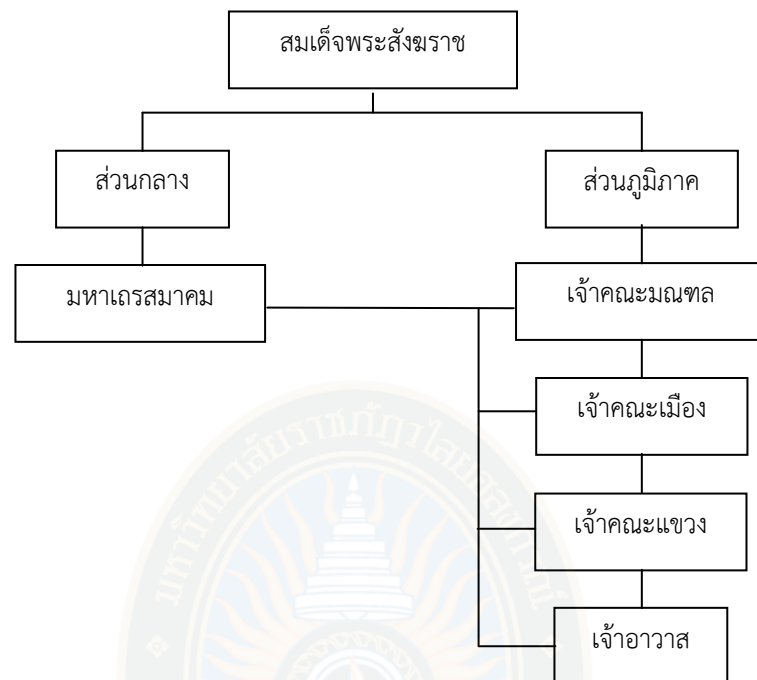 สมเด็จพระสังฆราช
ส่วนกลาง
ส่วนภูมิภาค
มหาเถรสมาคม
เจ้าคณะมณฑล
เจ้าคณะเมือง
เจ้าคณะแขวง
เจ้าอาวาส